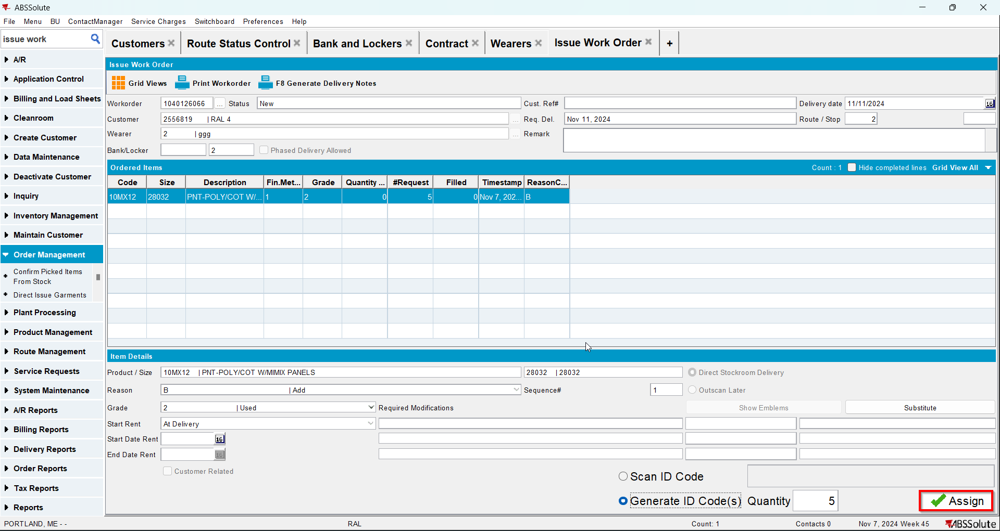 ABSSolute
File Menu BU ContactManager Service Charges Switchboard Preferences Help
issue work
Customers Route Status Control Bank and Lockers Contract Wearers Issue Work Order +
A/R
Application Control
Billing and Load Sheets
Cleanroom
Create Customer
Data Maintenance
Deactivate Customer
Inquiry
Inventory Management
Maintain Customer
Order Management
Confirm Picked Items
From Stock
Direct Issue Garments
Plant Processing
Product Management
Route Management
Service Requests
System Maintenance
A/R Reports
Billing Reports
Delivery Reports
Order Reports
Tax Reports
Reports
Issue Work Order
Grid Views Print Workorder F8 Generate Delivery Notes
Workorder 1040126066 ... Status New Cust. Ref# Delivery date 11/11/2024 16
Customer 2556819 | RAL 4 ... Req. Del. Nov 11, 2024 Route / Stop 2
Wearer 2 | ggg ... Remark
Bank/Locker 2 Phased Delivery Allowed
Ordered Items Count : 1 Hide completed lines Grid View All
Code Size Description Fin.Met... Grade Quantity ... #Request Filled Timestamp ReasonC...
10MX12 28032 PNT-POLY/COT W/... 1 2 0 5 0 Nov 7, 202... B
Item Details
Product / Size 10MX12 | PNT-POLY/COT W/MIMIX PANELS 28032 | 28032 Direct Stockroom Delivery
Reason B | Add Sequence# 1 Outscan Later
Grade 2 | Used Required Modifications Show Emblems Substitute
Start Rent At Delivery
Start Date Rent 16
End Date Rent 16
Customer Related
Scan ID Code
Generate ID Code(s) Quantity 5 Assign
PORTLAND, ME - - RAL Count: 1 Contacts 0 Nov 7, 2024 Week 45 ABSSolute